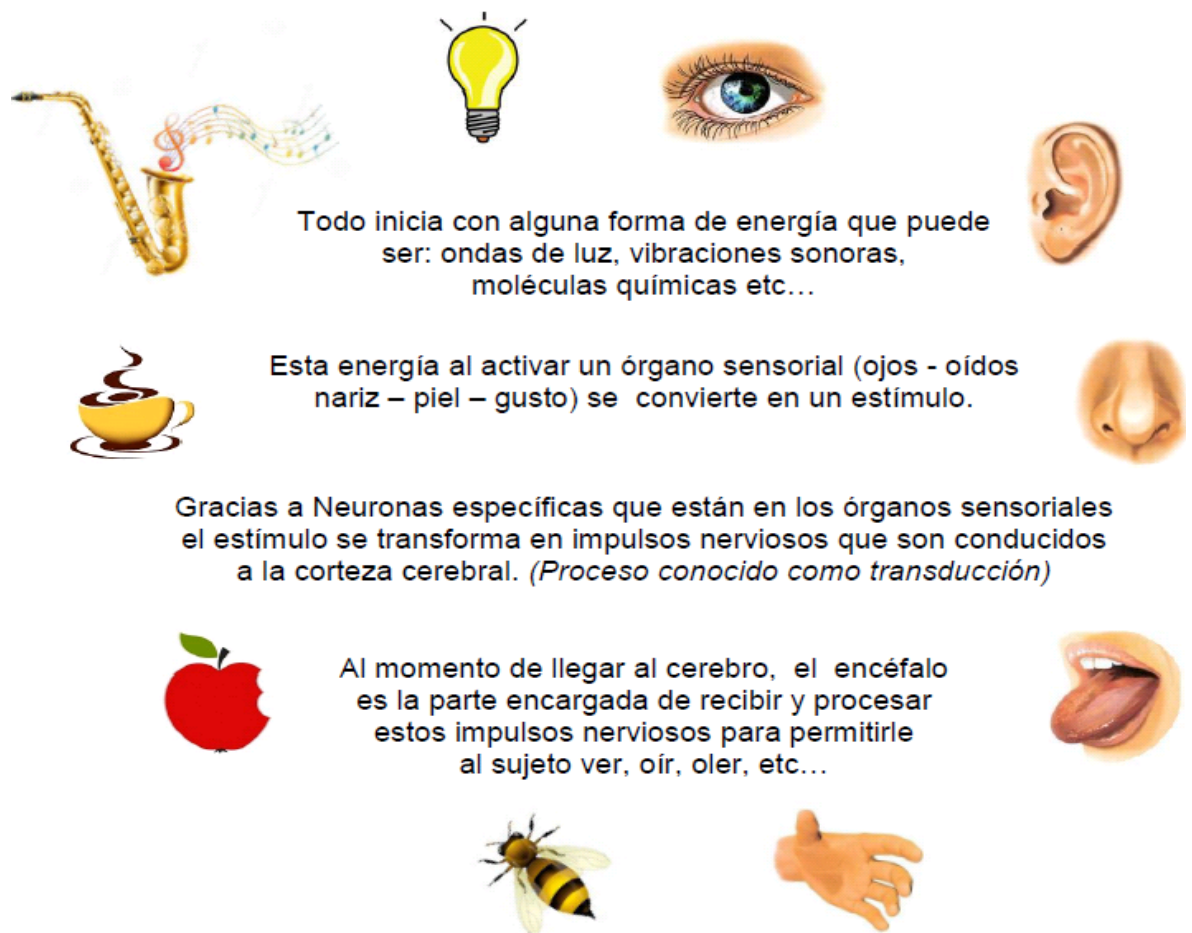 Todo inicia con alguna forma de energía que puede
ser: ondas de luz, vibraciones sonoras,
moléculas químicas etc…
Esta energía al activar un órgano sensorial (ojos - oídos
nariz – piel – gusto) se convierte en un estímulo.
Gracias a Neuronas específicas que están en los órganos sensoriales
el estímulo se transforma en impulsos nerviosos que son conducidos
a la corteza cerebral. (Proceso conocido como transducción)
Al momento de llegar al cerebro, el encéfalo
es la parte encargada de recibir y procesar
estos impulsos nerviosos para permitirle
al sujeto ver, oír, oler, etc…